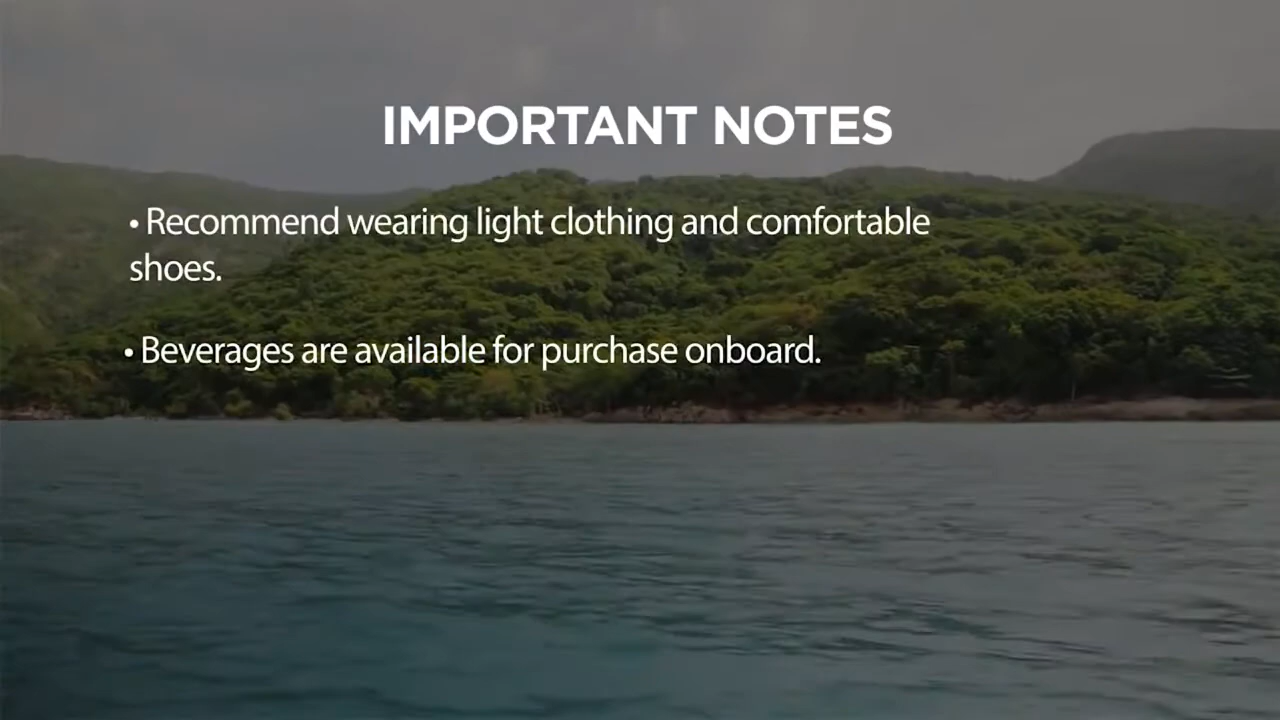 IMPORTANT NOTES
• Recommend wearing light clothing and comfortable
shoes.
• Beverages are available for purchase onboard.